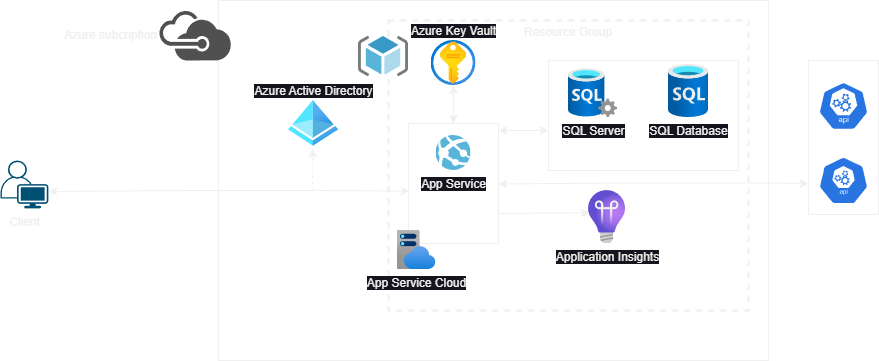 Azure subcription
Azure Key Vault
Resource Group
Azure Active Directory
SQL
SQL
SQL Server
SQL Database
api
App Service
api
Client
Application Insights
App Service Cloud